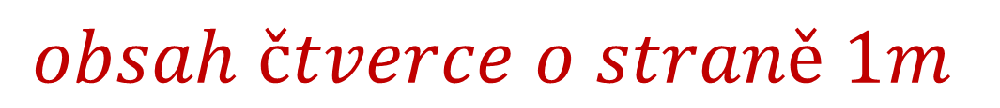 obsah čtverce o straně 1m